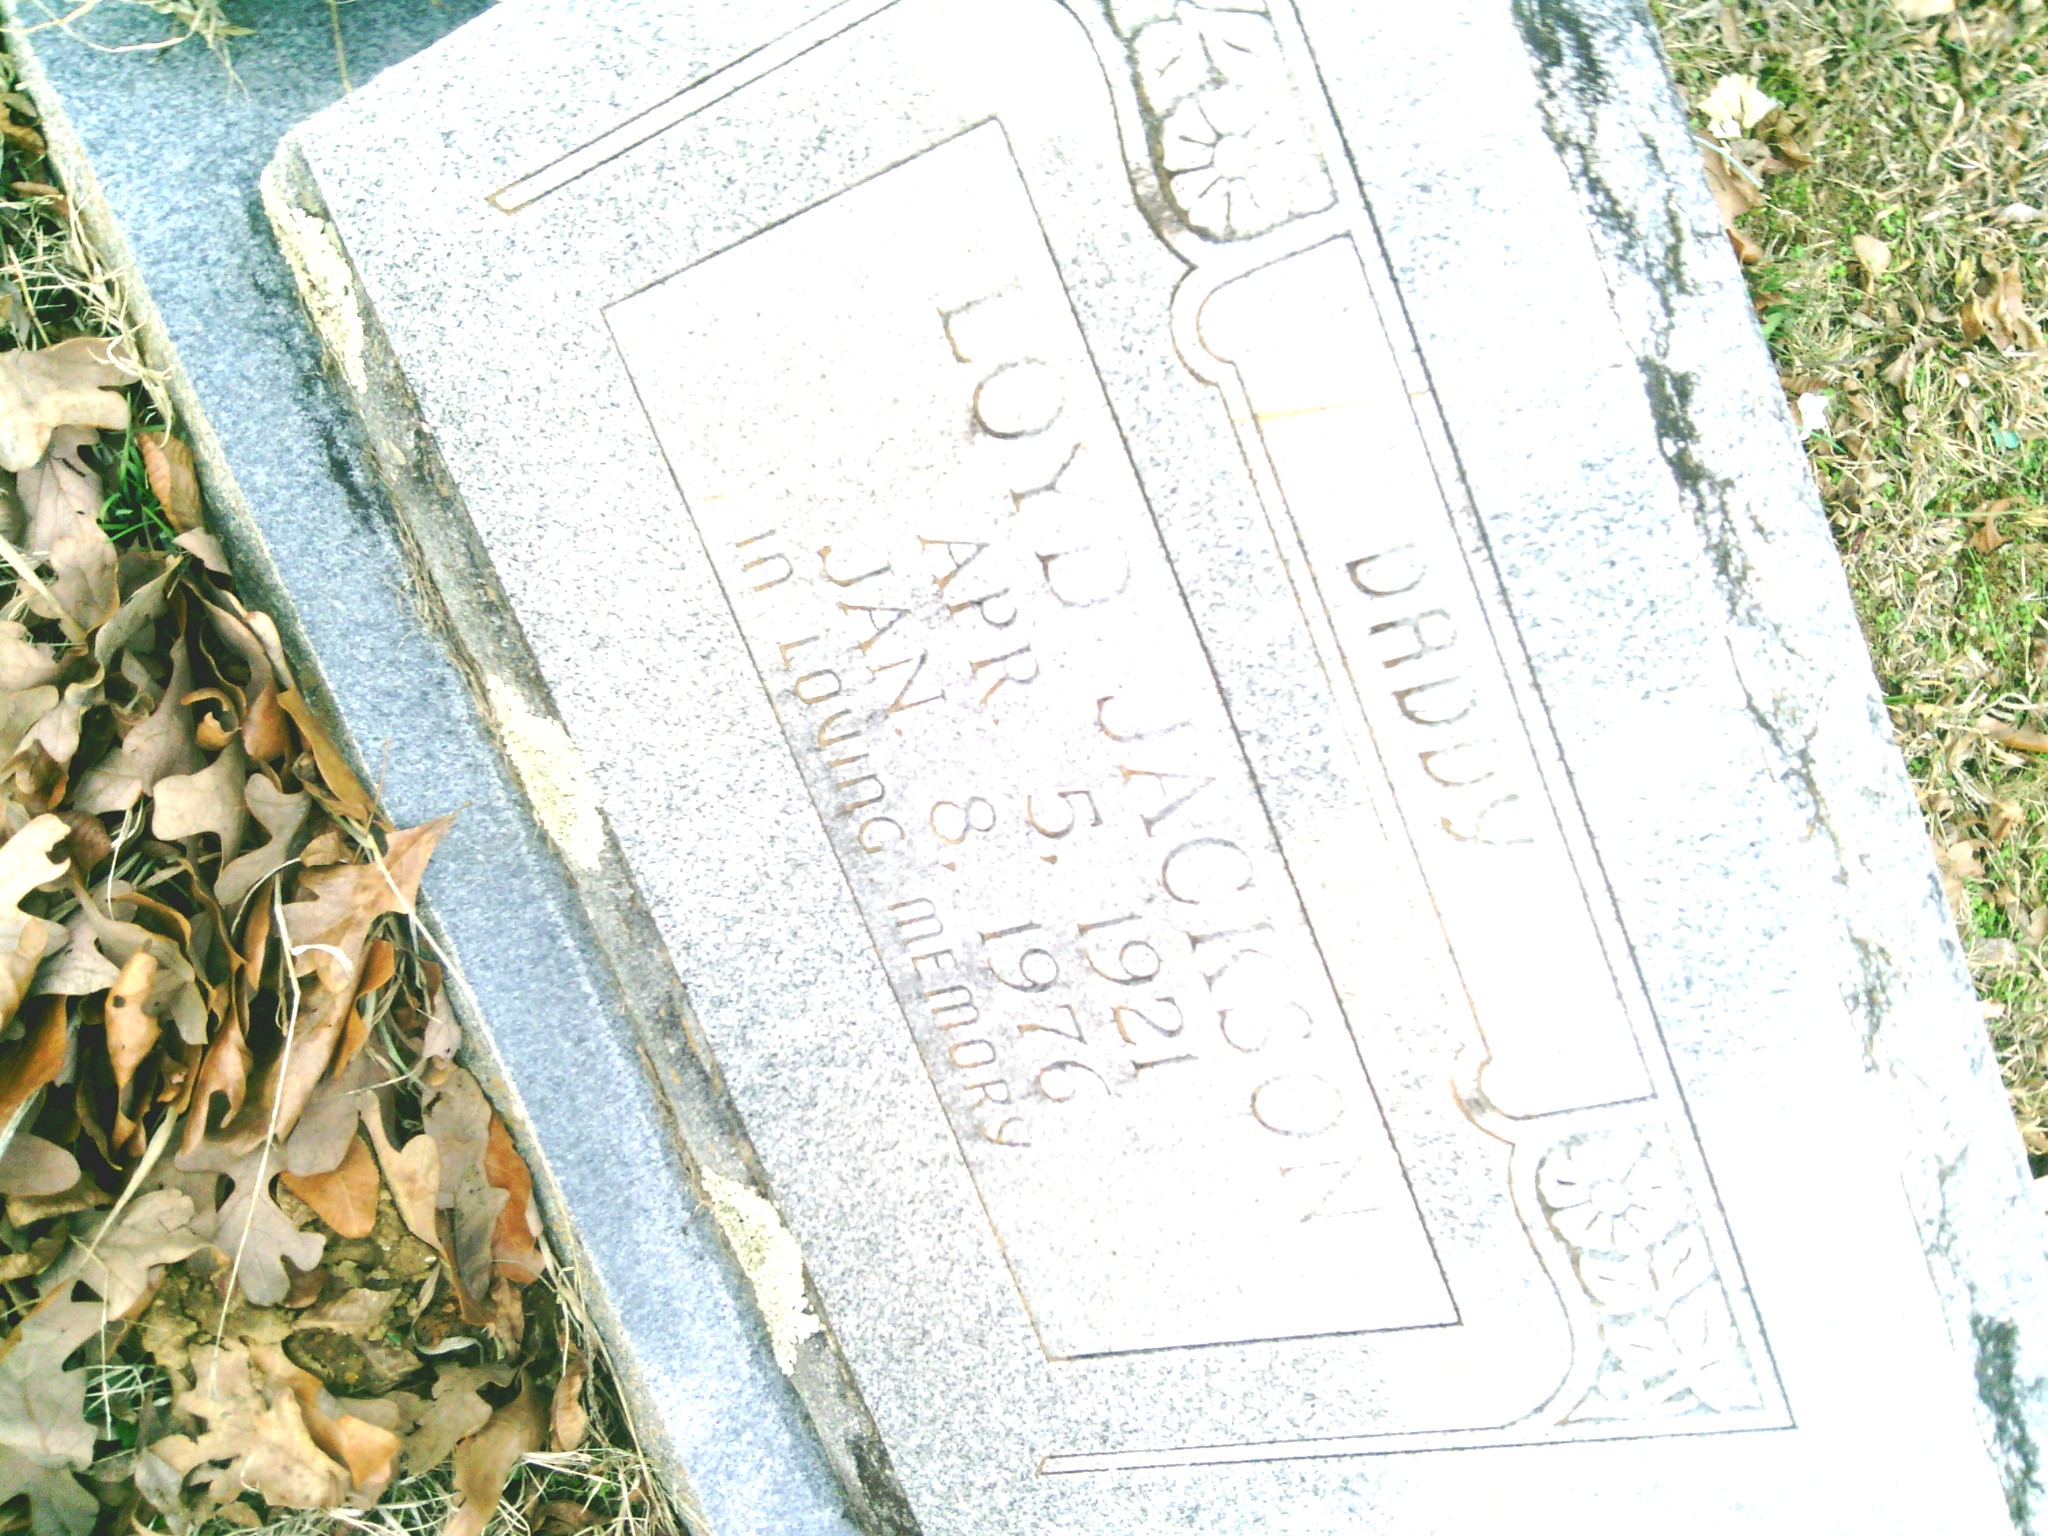 DADDY
LOYD JACKSON
APR. 5, 1921
JAN. 8, 1976
In LOVInG mEmORY